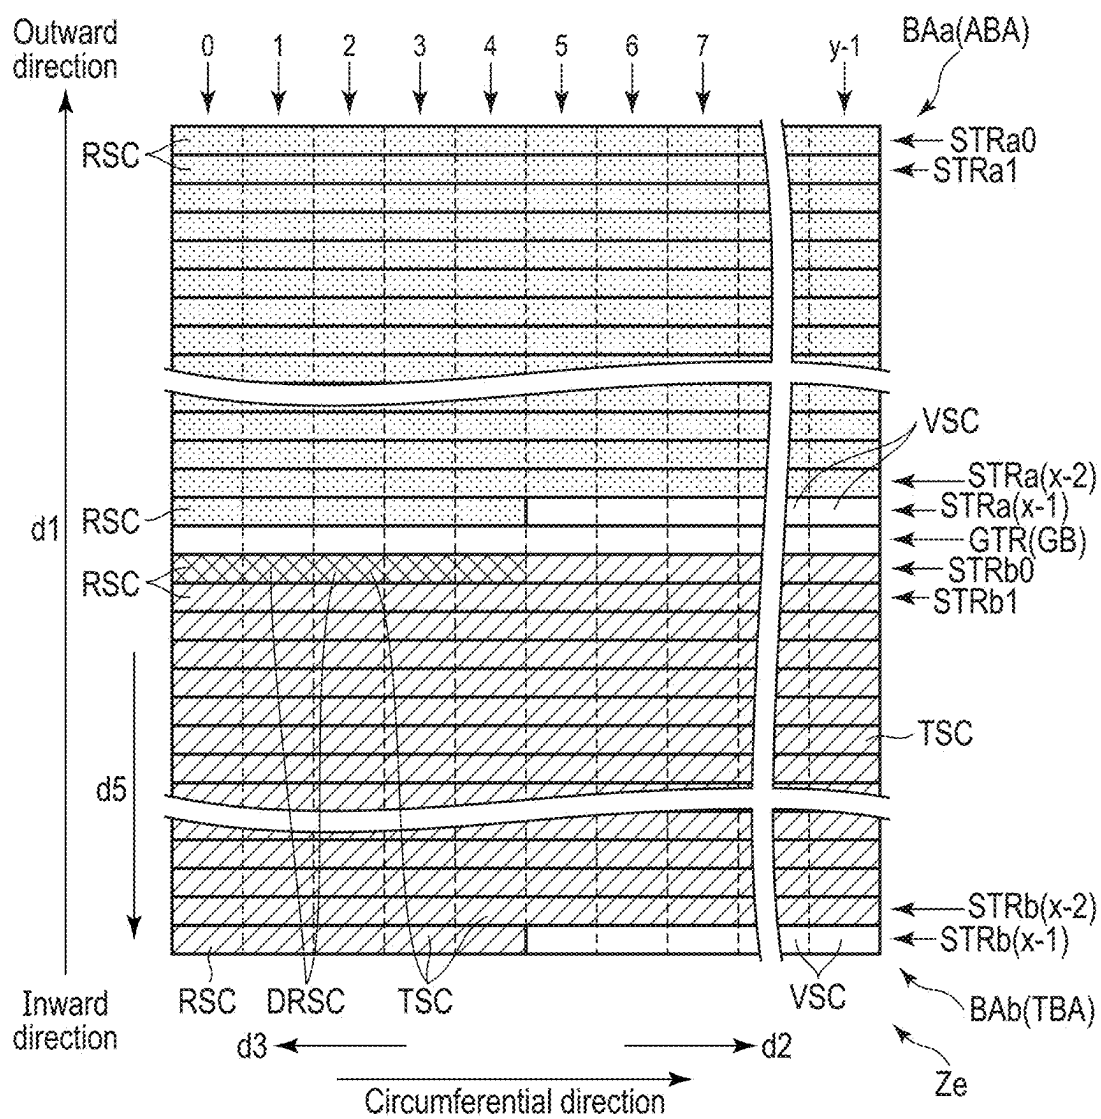 Outward
direction
0 1 2 3 4 5 6 7 y-1
BAa(ABA)
RSC
STRa0
STRa1
VSC
STRa(x-2)
RSC
STRa(x-1)
d1
GTR(GB)
RSC
STRb0
STRb1
TSC
d5
STRb(x-2)
STRb(x-1)
RSC DRSC TSC VSC
BAb(TBA)
Inward
direction
d3 d2
Ze
Circumferential direction